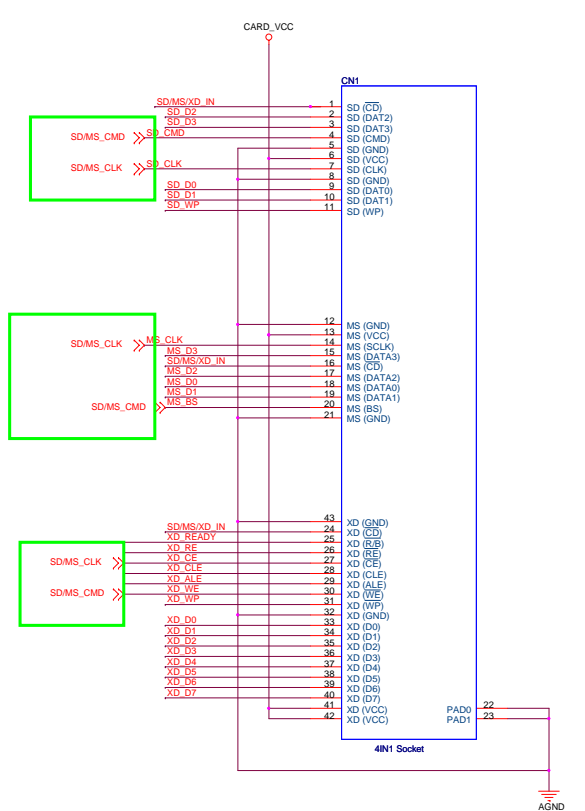 CARD_VCC
CN1
SD/MS/XD_IN 1 SD (CD)
SD_D2 2 SD (DAT2)
SD_D3 3 SD (DAT3)
SD/MS_CMD SD_CMD 4 SD (CMD)
5 SD (GND)
6 SD (VCC)
SD/MS_CLK SD_CLK 7 SD (CLK)
8 SD (GND)
SD_D0 9 SD (DAT0)
SD_D1 10 SD (DAT1)
SD_WP 11 SD (WP)
12 MS (GND)
13 MS (VCC)
SD/MS_CLK MS_CLK 14 MS (SCLK)
MS_D3 15 MS (DATA3)
SD/MS/XD_IN 16 MS (CD)
MS_D2 17 MS (DATA2)
MS_D0 18 MS (DATA0)
MS_D1 19 MS (DATA1)
SD/MS_CMD MS_BS 20 MS (BS)
21 MS (GND)
43 XD (GND)
SD/MS/XD_IN 24 XD (CD)
XD_READY 25 XD (R/B)
XD_RE 26 XD (RE)
SD/MS_CLK XD_CE 27 XD (CE)
XD_CLE 28 XD (CLE)
XD_ALE 29 XD (ALE)
SD/MS_CMD XD_WE 30 XD (WE)
XD_WP 31 XD (WP)
32 XD (GND)
XD_D0 33 XD (D0)
XD_D1 34 XD (D1)
XD_D2 35 XD (D2)
XD_D3 36 XD (D3)
XD_D4 37 XD (D4)
XD_D5 38 XD (D5)
XD_D6 39 XD (D6)
XD_D7 40 XD (D7)
41 XD (VCC) PAD0 22
42 XD (VCC) PAD1 23
4IN1 Socket
AGND